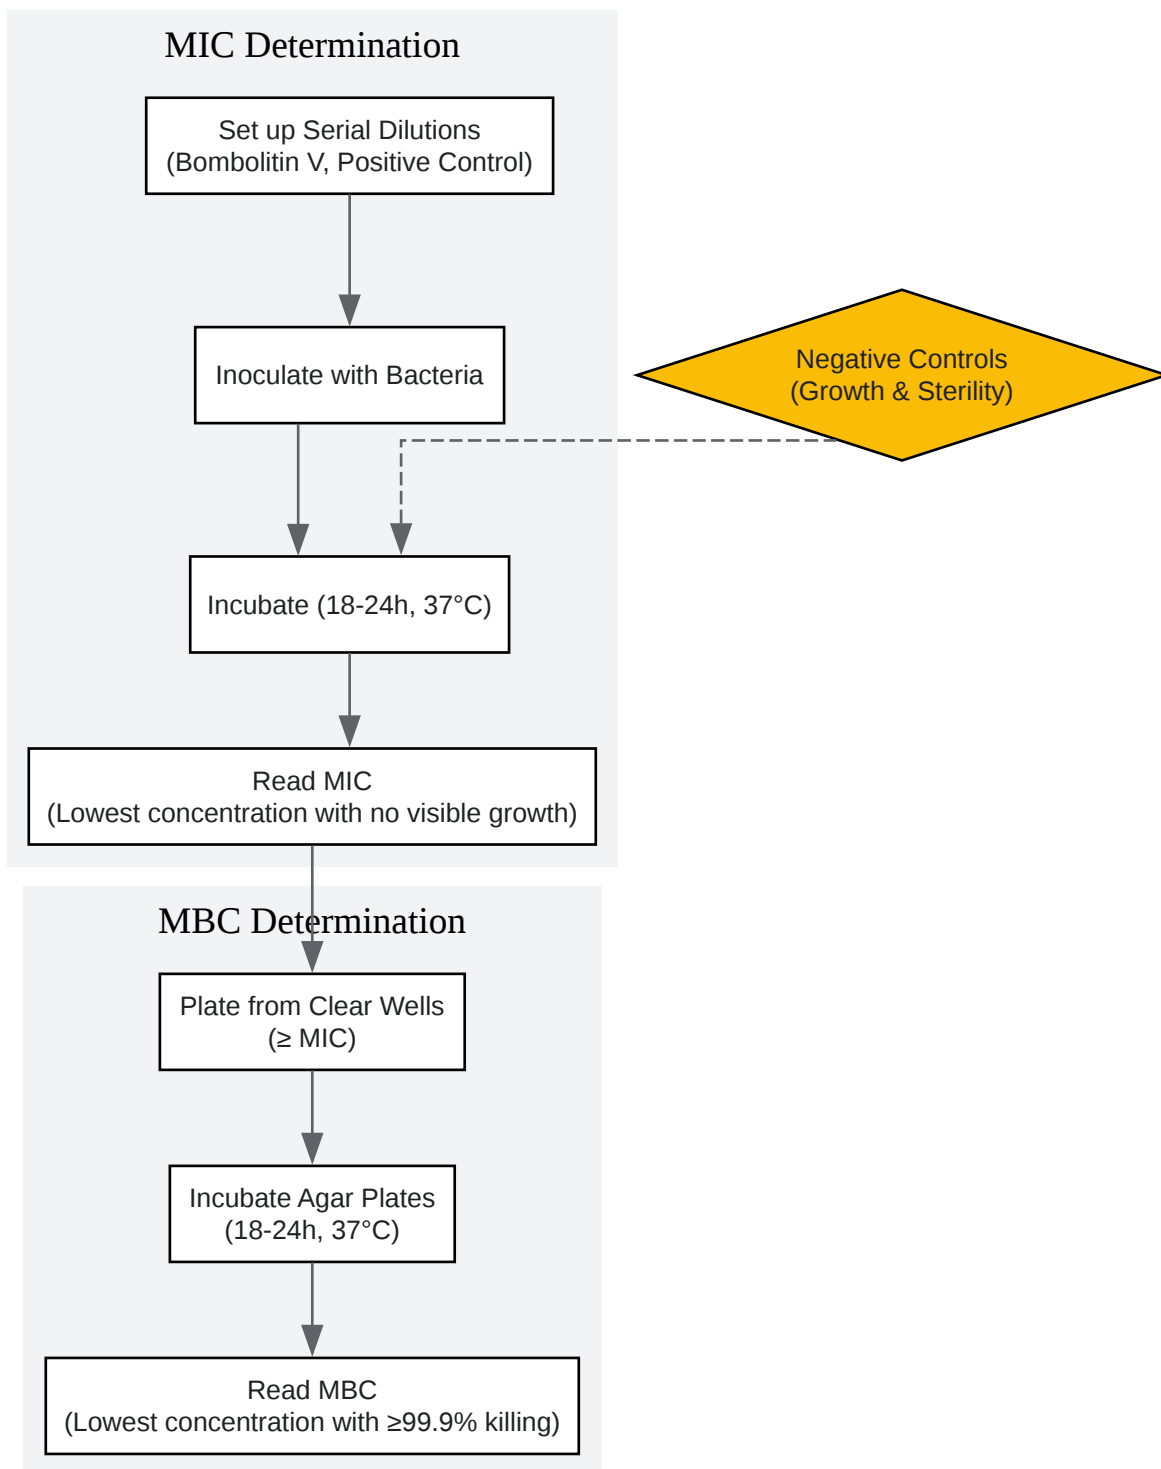 MIC Determination
Set up Serial Dilutions
(Bombolitin V, Positive Control)
Inoculate with Bacteria
Negative Controls
(Growth & Sterility)
Incubate (18-24h, 37°C)
Read MIC
(Lowest concentration with no visible growth)
MBC Determination
Plate from Clear Wells
(≥ MIC)
Incubate Agar Plates
(18-24h, 37°C)
Read MBC
(Lowest concentration with ≥99.9% killing)